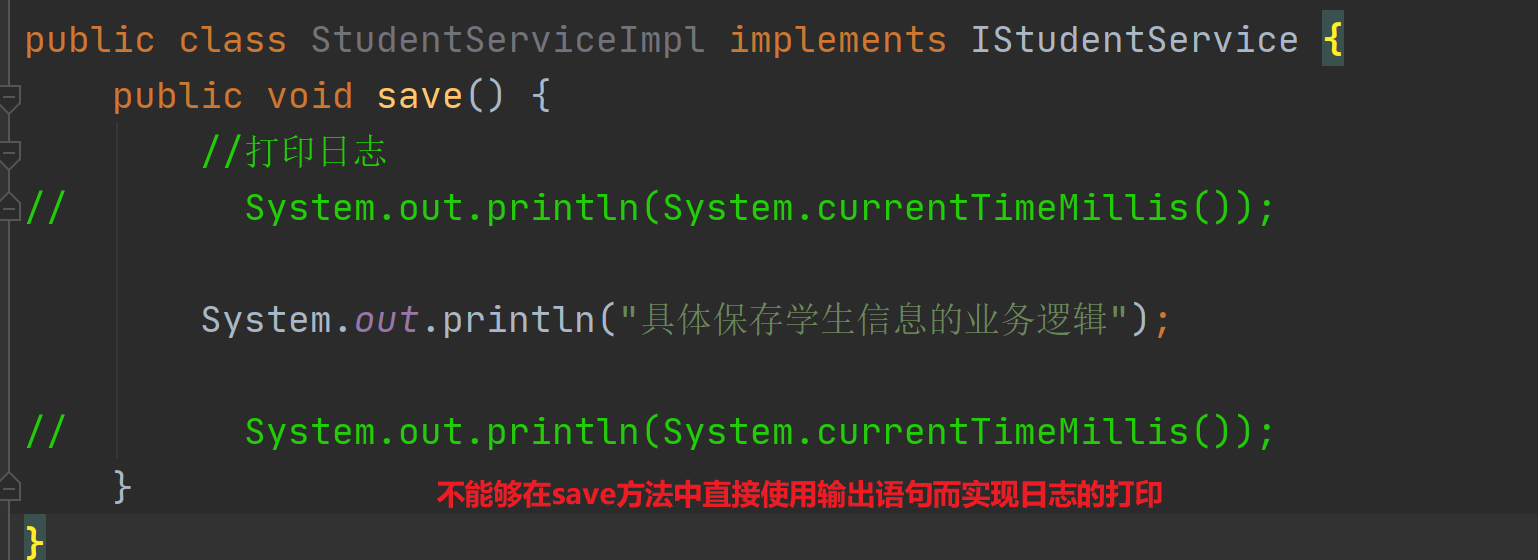 public class StudentServiceImpl implements IStudentService {
    public void save() {
        //打印日志
//        System.out.println(System.currentTimeMillis());
        System.out.println("具体保存学生信息的业务逻辑");
//        System.out.println(System.currentTimeMillis());
    }
不能够在save方法中直接使用输出语句而实现日志的打印
}